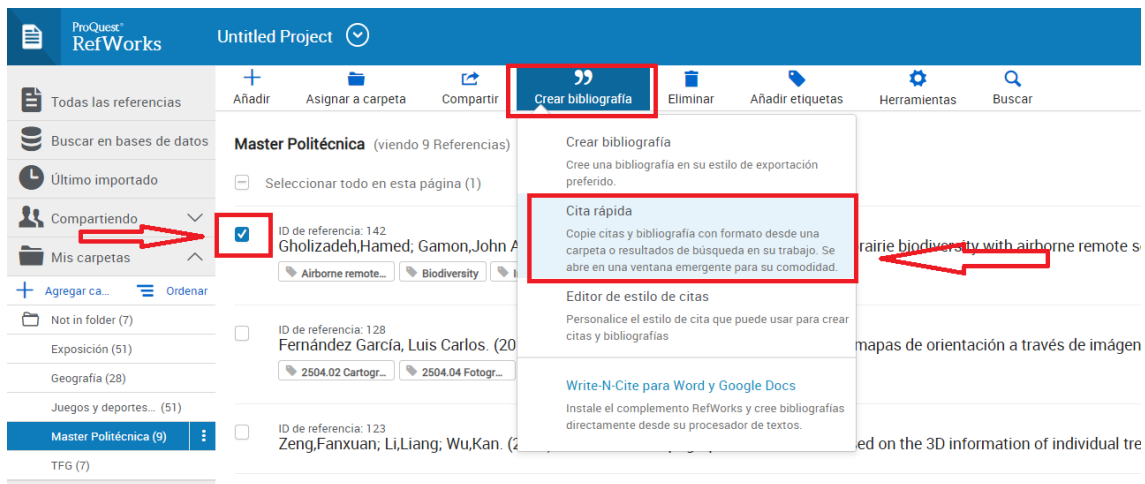 ProQuest®
RefWorks
Untitled Project
Todas las referencias
Buscar en bases de datos
Último importado
Compartiendo
Mis carpetas
Agregar ca...
Ordenar
Not in folder (7)
Exposición (51)
Geografía (28)
Juegos y deportes... (51)
Master Politécnica (9)
TFG (7)
Añadir
Asignar a carpeta
Compartir
Crear bibliografía
Eliminar
Añadir etiquetas
Herramientas
Buscar
Master Politécnica (viendo 9 Referencias)
Seleccionar todo en esta página (1)
ID de referencia: 142
Gholizadeh,Hamed; Gamon,John A
rairie biodiversity with airborne remote s
Airborne remote...
Biodiversity
ID de referencia: 128
Fernández García, Luis Carlos. (20
mapas de orientación a través de imágen
2504.02 Cartogr...
2504.04 Fotogr...
ID de referencia: 123
Zeng,Fanxuan; Li,Liang; Wu,Kan. (2
ed on the 3D information of individual tre
Crear bibliografía
Cree una bibliografía en su estilo de exportación
preferido.
Cita rápida
Copie citas y bibliografía con formato desde una
carpeta o resultados de búsqueda en su trabajo. Se
abre en una ventana emergente para su comodidad.
Editor de estilo de citas
Personalice el estilo de cita que puede usar para crear
citas y bibliografías
Write-N-Cite para Word y Google Docs
Instale el complemento RefWorks y cree bibliografías
directamente desde su procesador de textos.